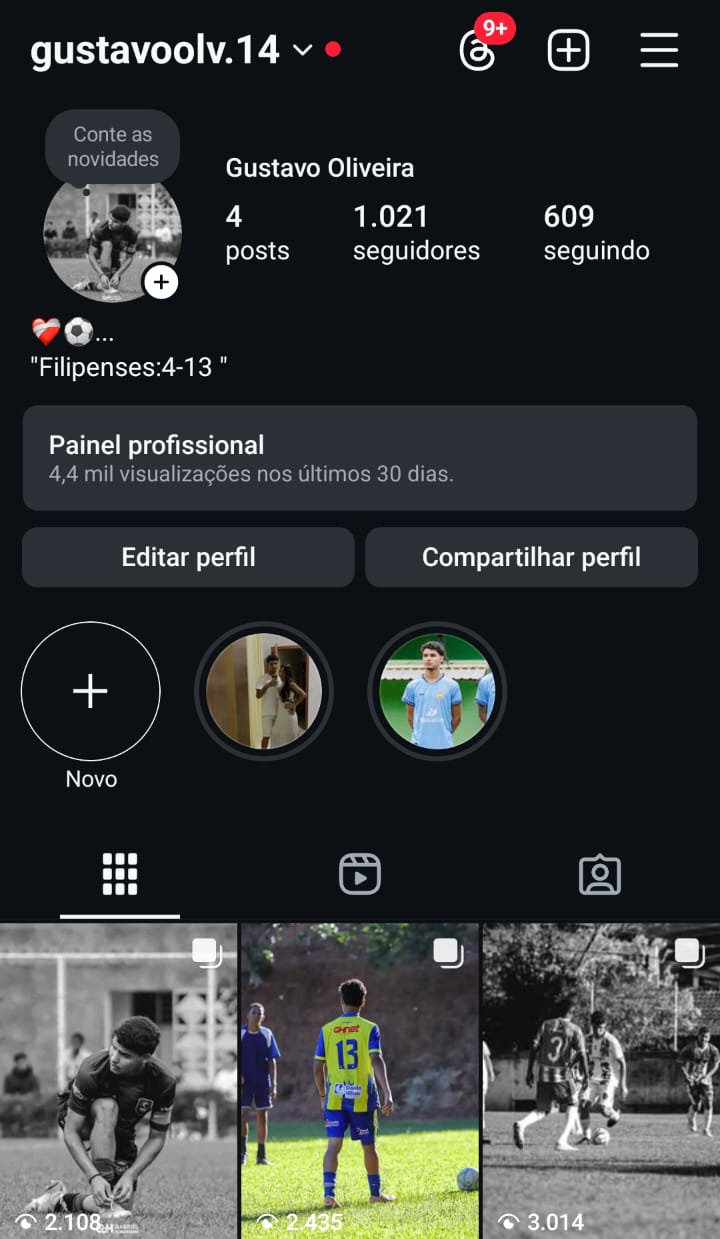 gustavoolv.14
9+
Conte as
novidades
Gustavo Oliveira
4 1.021 609
posts seguidores seguindo
❤️‍🩹⚽...
"Filipenses:4-13 "
Painel profissional
4,4 mil visualizações nos últimos 30 dias.
Editar perfil Compartilhar perfil
Novo
GHNET
13
3
2.108 2.435 3.014